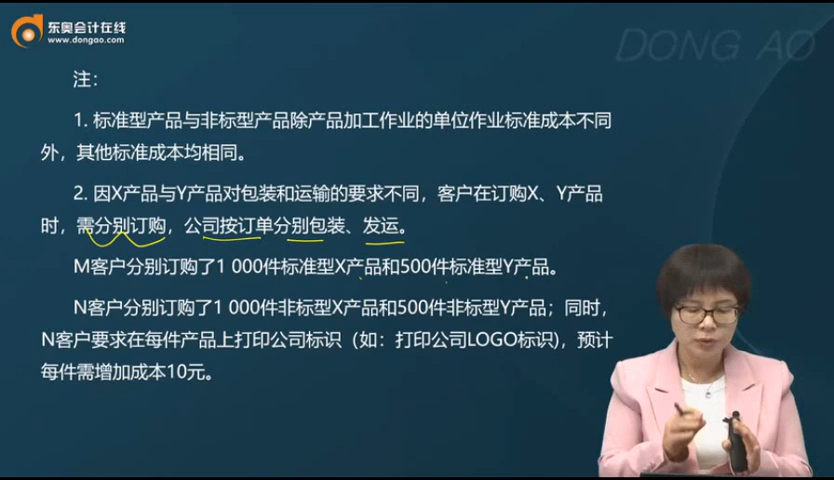 东奥会计在线
www.dongao.com
DONG AO
注：
1. 标准型产品与非标型产品除产品加工作业的单位作业标准成本不同
外，其他标准成本均相同。
2. 因X产品与Y产品对包装和运输的要求不同，客户在订购X、Y产品
时，需分别订购，公司按订单分别包装、发运。
M客户分别订购了1 000件标准型X产品和500件标准型Y产品。
N客户分别订购了1 000件非标型X产品和500件非标型Y产品；同时，
N客户要求在每件产品上打印公司标识（如：打印公司LOGO标识），预计
每件需增加成本10元。